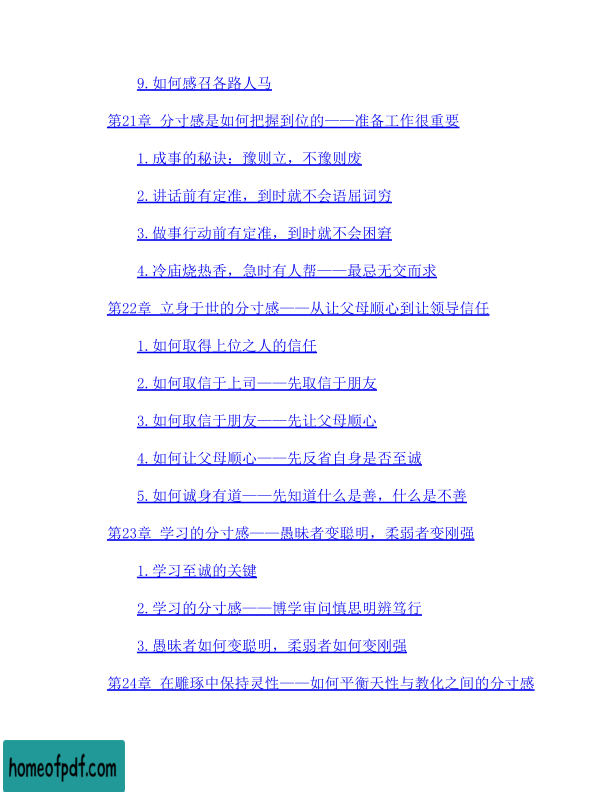 9.如何感召各路人马
第21章 分寸感是如何把握到位的——准备工作很重要
1.成事的秘诀：豫则立，不豫则废
2.讲话前有定准，到时就不会语屈词穷
3.做事行动前有定准，到时就不会困窘
4.冷庙烧热香，急时有人帮——最忌无交而求
第22章 立身于世的分寸感——从让父母顺心到让领导信任
1.如何取得上位之人的信任
2.如何取信于上司——先取信于朋友
3.如何取信于朋友——先让父母顺心
4.如何让父母顺心——先反省自身是否至诚
5.如何诚身有道——先知道什么是善，什么是不善
第23章 学习的分寸感——愚昧者变聪明，柔弱者变刚强
1.学习至诚的关键
2.学习的分寸感——博学审问慎思明辨笃行
3.愚昧者如何变聪明，柔弱者如何变刚强
第24章 在雕琢中保持灵性——如何平衡天性与教化之间的分寸感
homeofpdf.com